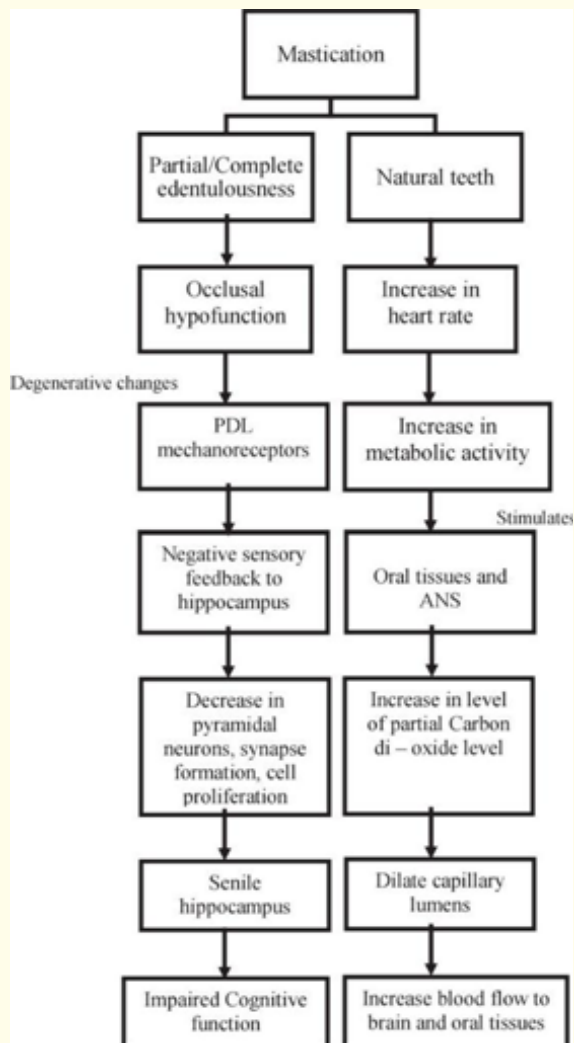 Mastication
Partial/Complete
edentulousness
Natural teeth
Occlusal
hypofunction
Increase in
heart rate
Degenerative changes
PDL
mechanoreceptors
Increase in
metabolic activity
Stimulates
Negative sensory
feedback to
hippocampus
Oral tissues and
ANS
Decrease in
pyramidal
neurons, synapse
formation, cell
proliferation
Increase in level
of partial Carbon
di – oxide level
Senile
hippocampus
Dilate capillary
lumens
Impaired Cognitive
function
Increase blood flow to
brain and oral tissues